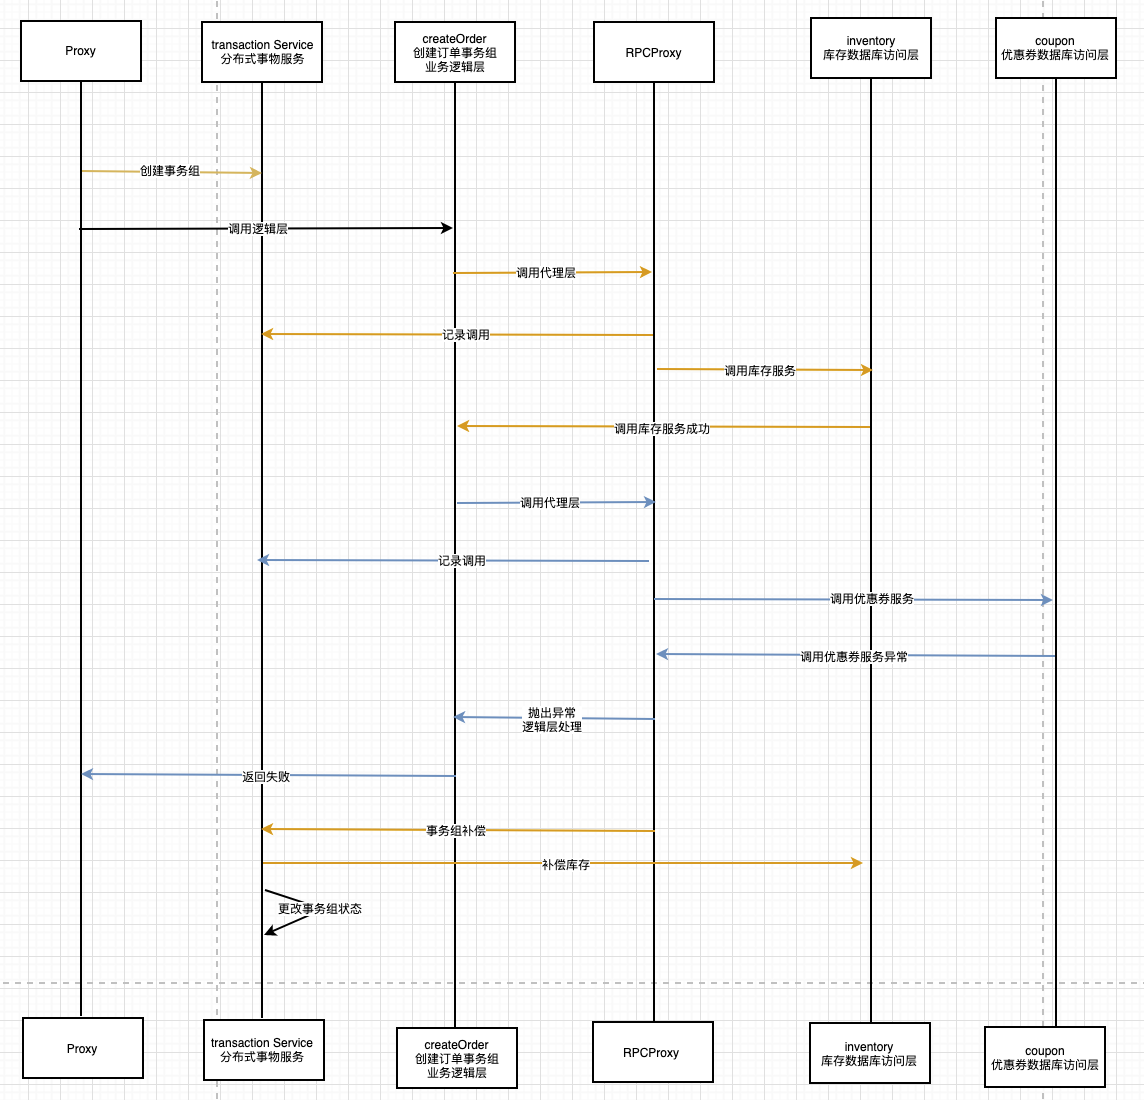 Proxy
transaction Service
分布式事物服务
createOrder
创建订单事务组
业务逻辑层
RPCProxy
inventory
库存数据库访问层
coupon
优惠券数据库访问层
创建事务组
调用逻辑层
调用代理层
记录调用
调用库存服务
调用库存服务成功
调用代理层
记录调用
调用优惠券服务
调用优惠券服务异常
抛出异常
逻辑层处理
返回失败
事务组补偿
补偿库存
更改事务组状态
Proxy
transaction Service
分布式事物服务
createOrder
创建订单事务组
业务逻辑层
RPCProxy
inventory
库存数据库访问层
coupon
优惠券数据库访问层